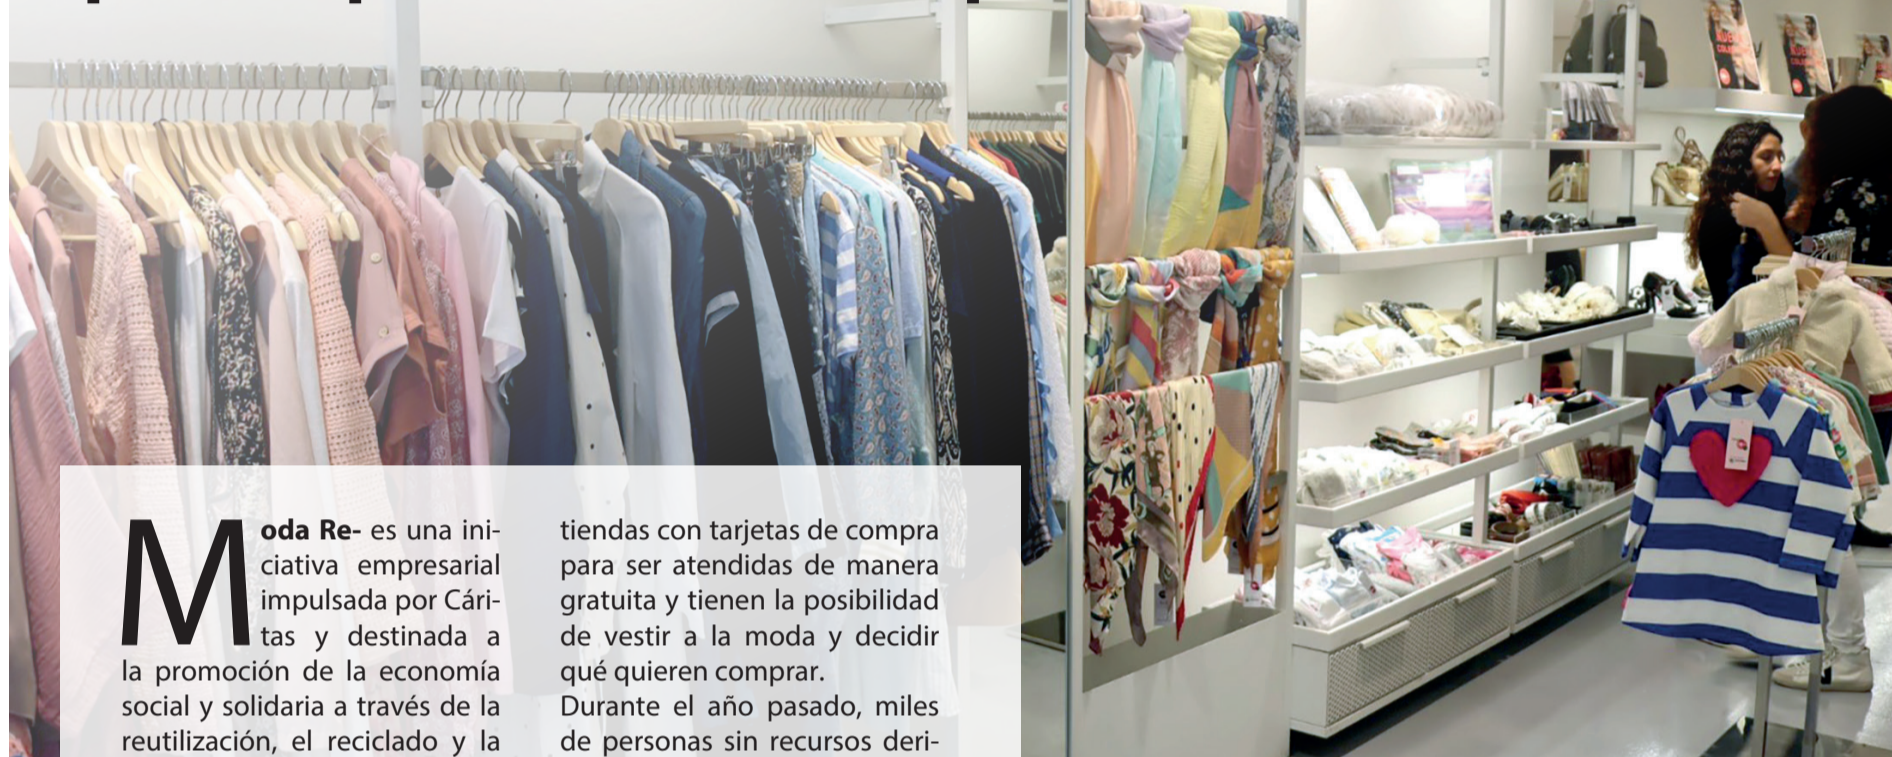 Moda Re- es una ini-
ciativa empresarial
impulsada por Cári-
tas y destinada a
la promoción de la economía
social y solidaria a través de la
reutilización, el reciclado y la
tiendas con tarjetas de compra
para ser atendidas de manera
gratuita y tienen la posibilidad
de vestir a la moda y decidir
qué quieren comprar.
Durante el año pasado, miles
de personas sin recursos deri-